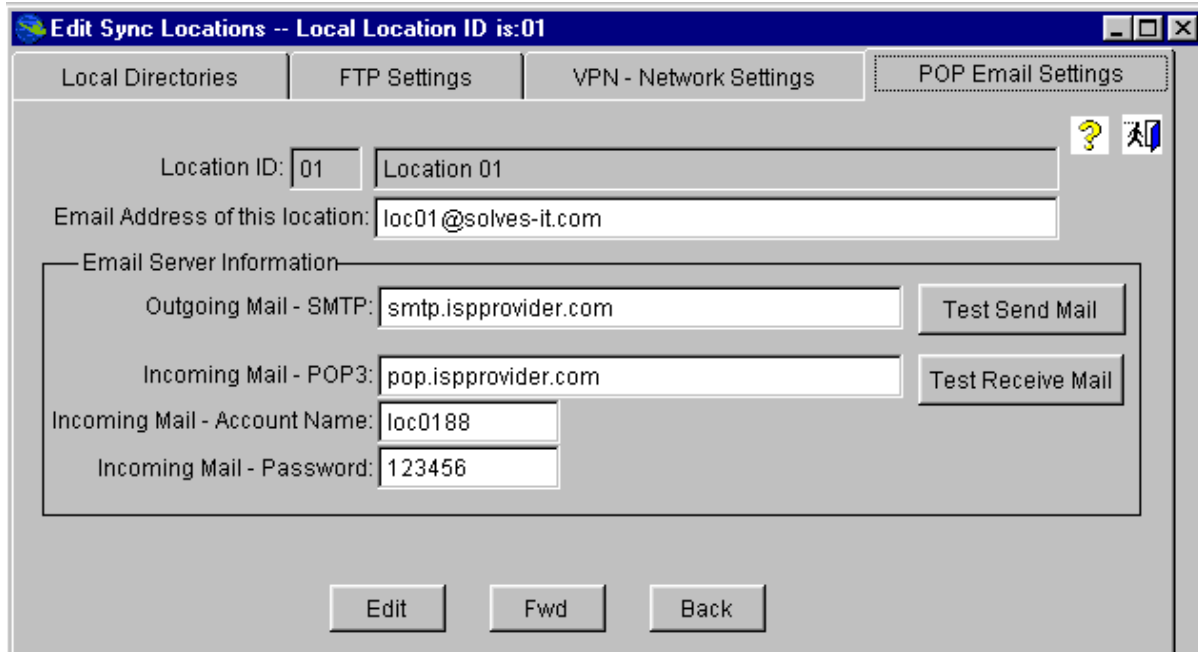 Edit Sync Locations -- Local Location ID is:01
Local Directories FTP Settings VPN - Network Settings POP Email Settings
Location ID: 01 Location 01
Email Address of this location: loc01@solves-it.com
Email Server Information
Outgoing Mail - SMTP: smtp.ispprovider.com Test Send Mail
Incoming Mail - POP3: pop.ispprovider.com Test Receive Mail
Incoming Mail - Account Name: loc0188
Incoming Mail - Password: 123456
Edit Fwd Back